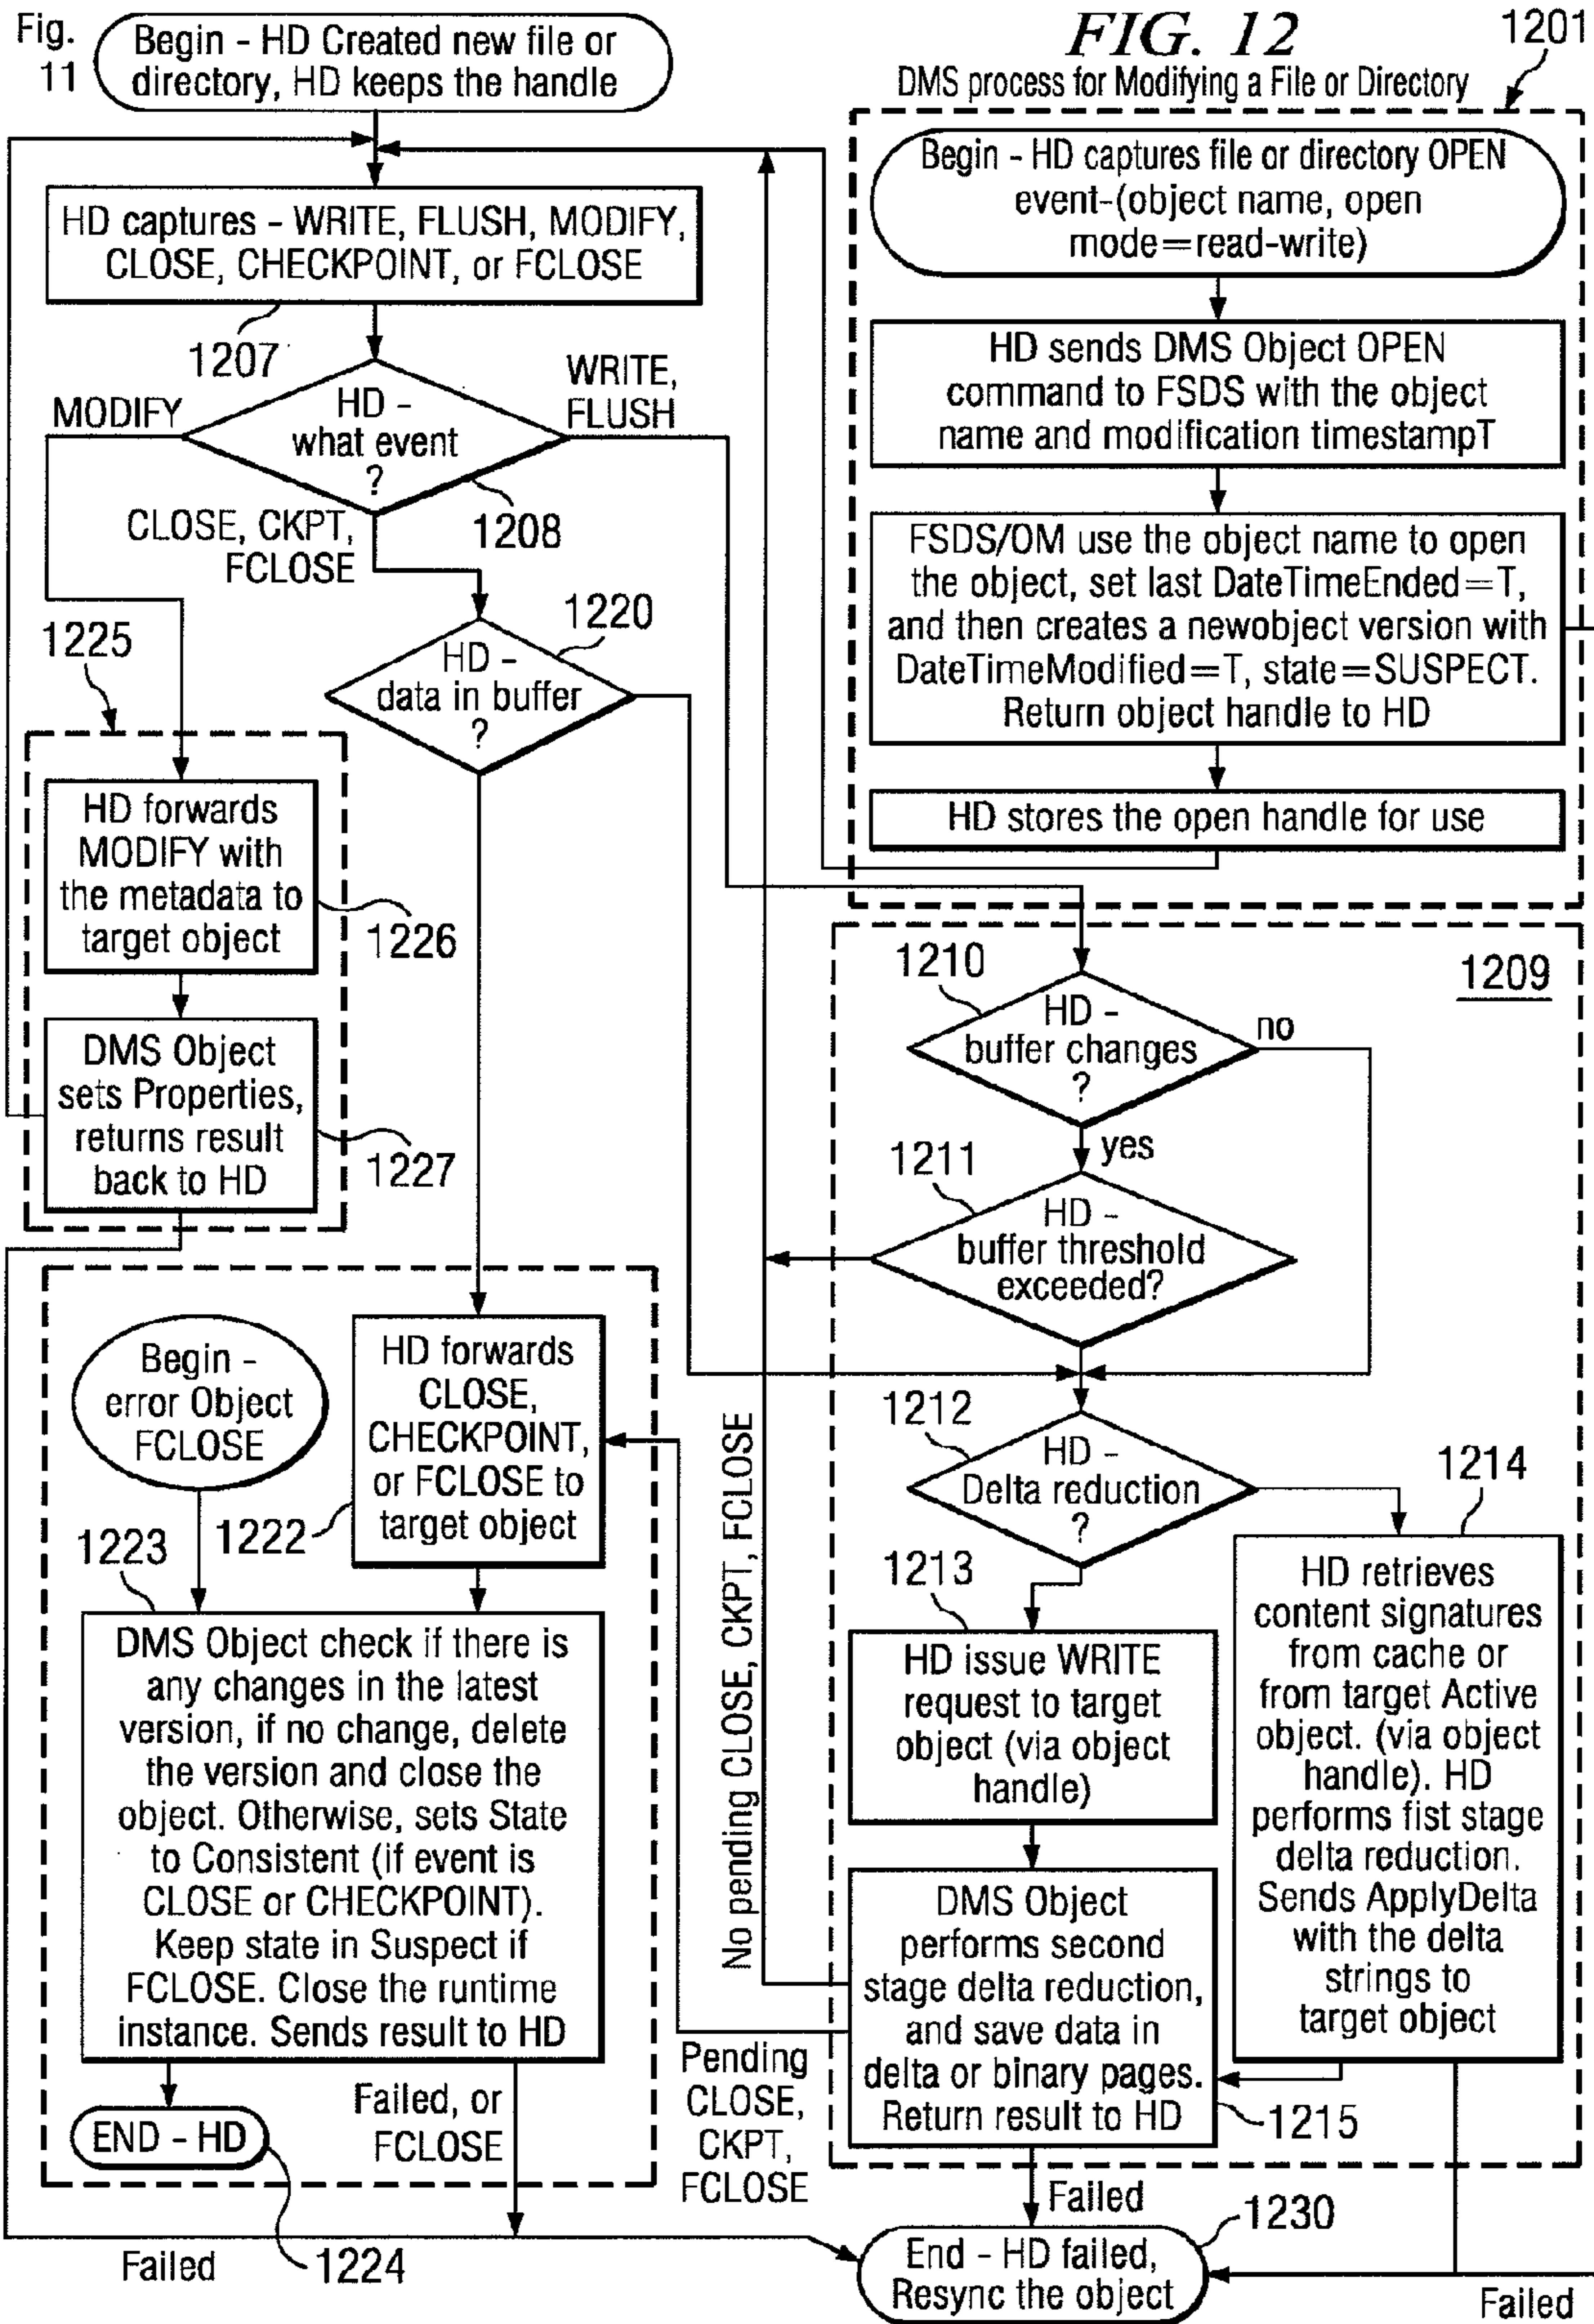 Fig.
11
Begin - HD Created new file or
directory, HD keeps the handle
FIG. 12
DMS process for Modifying a File or Directory
1201
Begin - HD captures file or directory OPEN
event-(object name, open
mode=read-write)
HD sends DMS Object OPEN
command to FSDS with the object
name and modification timestampT
FSDS/OM use the object name to open
the object, set last DateTimeEnded=T,
and then creates a newobject version with
DateTimeModified=T, state=SUSPECT.
Return object handle to HD
HD stores the open handle for use
HD captures - WRITE, FLUSH, MODIFY,
CLOSE, CHECKPOINT, or FCLOSE
1207
HD -
what event
?
1208
MODIFY
WRITE,
FLUSH
CLOSE, CKPT,
FCLOSE
1220
HD -
data in buffer
?
1225
HD forwards
MODIFY with
the metadata to
target object
1226
DMS Object
sets Properties,
returns result
back to HD
1227
1209
1210
HD -
buffer changes
?
no
yes
1211
HD -
buffer threshold
exceeded?
1212
HD -
Delta reduction
?
1213
HD issue WRITE
request to target
object (via object
handle)
1214
HD retrieves
content signatures
from cache or
from target Active
object. (via object
handle). HD
performs fist stage
delta reduction.
Sends ApplyDelta
with the delta
strings to
target object
DMS Object
performs second
stage delta reduction,
and save data in
delta or binary pages.
Return result to HD
1215
No pending CLOSE, CKPT, FCLOSE
Pending
CLOSE,
CKPT,
FCLOSE
Begin -
error Object
FCLOSE
HD forwards
CLOSE,
CHECKPOINT,
or FCLOSE to
target object
1222
1223
DMS Object check if there is
any changes in the latest
version, if no change, delete
the version and close the
object. Otherwise, sets State
to Consistent (if event is
CLOSE or CHECKPOINT).
Keep state in Suspect if
FCLOSE. Close the runtime
instance. Sends result to HD
END - HD
1224
Failed, or
FCLOSE
Failed
Failed
1230
End - HD failed,
Resync the object
Failed